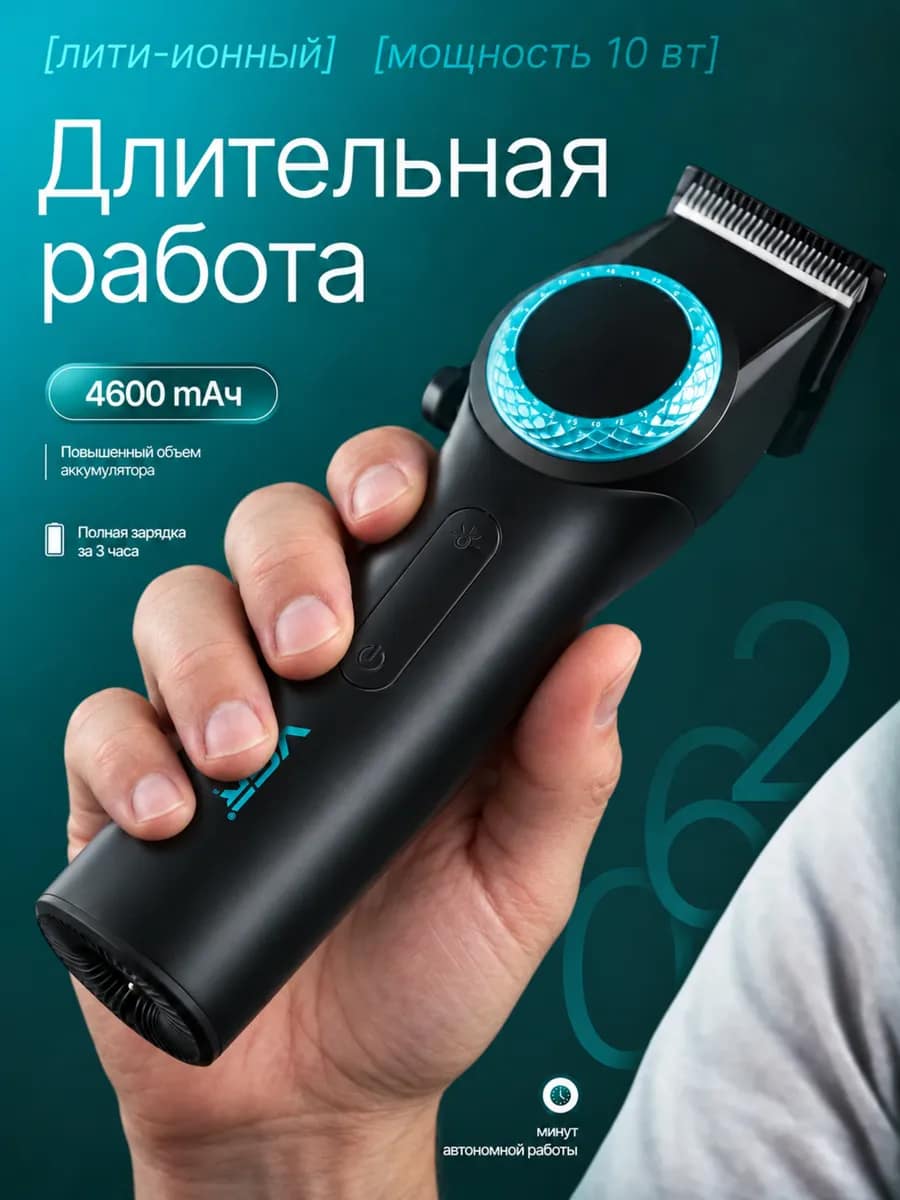 [лити-ионный] [мощность 10 вт]
Длительная
работа
4600 mAч
Повышенный объем
аккумулятора
Полная зарядка
за 3 часа
VGR®
260
минут
автономной работы